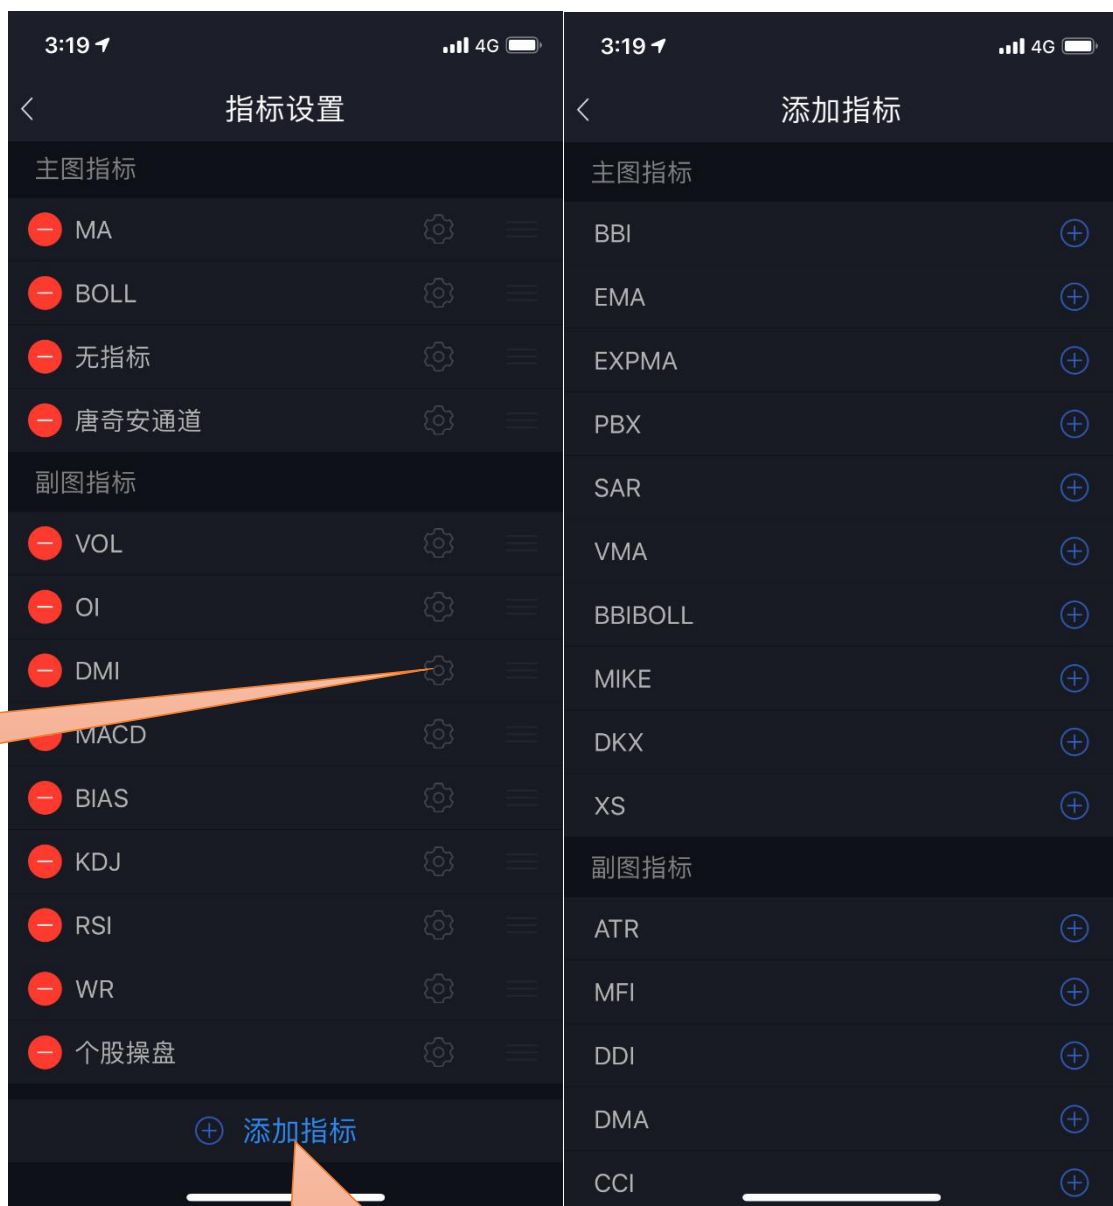 3:19
4G
指标设置
主图指标
MA
BOLL
无指标
唐奇安通道
副图指标
VOL
OI
DMI
MACD
BIAS
KDJ
RSI
WR
个股操盘
添加指标
3:19
4G
添加指标
主图指标
BBI
EMA
EXPMA
PBX
SAR
VMA
BBIBOLL
MIKE
DKX
XS
副图指标
ATR
MFI
DDI
DMA
CCI